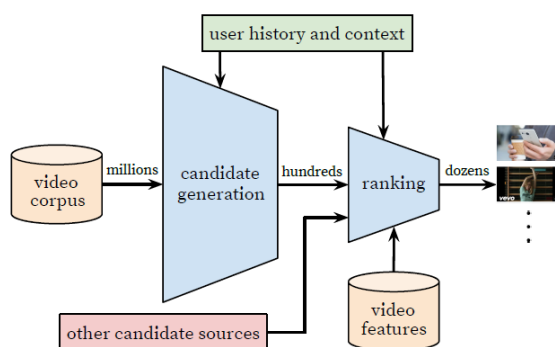 user history and context
video
corpus
millions
candidate
generation
hundreds
ranking
dozens
vevo
other candidate sources
video
features